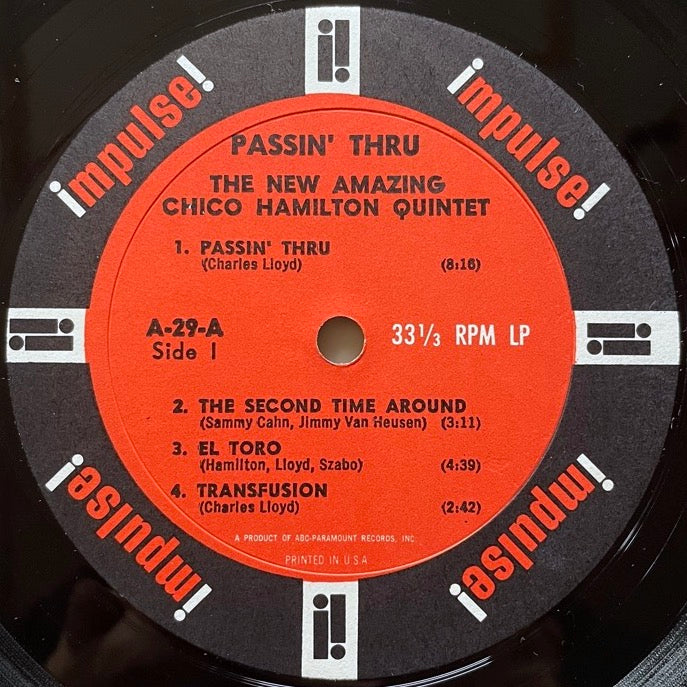 impulse!
impulse!
PASSIN' THRU
THE NEW AMAZING
CHICO HAMILTON QUINTET
1. PASSIN' THRU
(Charles Lloyd) (8:16)
A-29-A
Side 1
33⅓ RPM LP
2. THE SECOND TIME AROUND
(Sammy Cahn, Jimmy Van Heusen) (3:11)
3. EL TORO
(Hamilton, Lloyd, Szabo) (4:39)
4. TRANSFUSION
(Charles Lloyd) (2:42)
A PRODUCT OF ABC-PARAMOUNT RECORDS, INC.
PRINTED IN U.S.A.
impulse!
impulse!